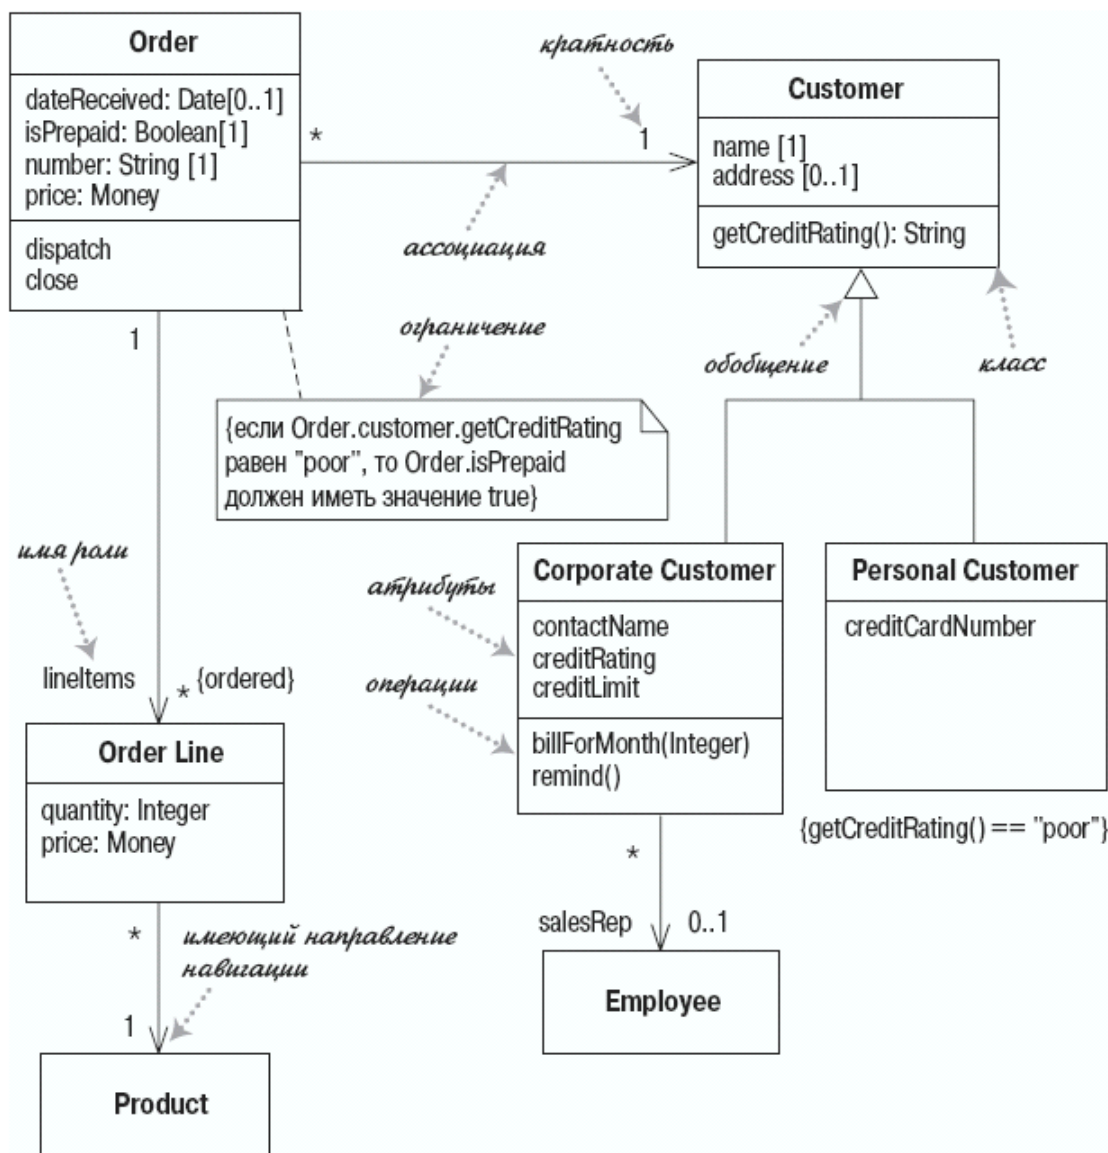 Order
dateReceived: Date[0..1]
isPrepaid: Boolean[1]
number: String [1]
price: Money
dispatch
close
*
1
кратность
ассоциация
Customer
name [1]
address [0..1]
getCreditRating(): String
обобщение
класс
ограничение
{если Order.customer.getCreditRating
равен "poor", то Order.isPrepaid
должен иметь значение true}
1
имя роли
lineItems
* {ordered}
Order Line
quantity: Integer
price: Money
*
имеющий направление
навигации
1
Product
атрибуты
операции
Corporate Customer
contactName
creditRating
creditLimit
billForMonth(Integer)
remind()
Personal Customer
creditCardNumber
{getCreditRating() == "poor"}
*
salesRep
0..1
Employee